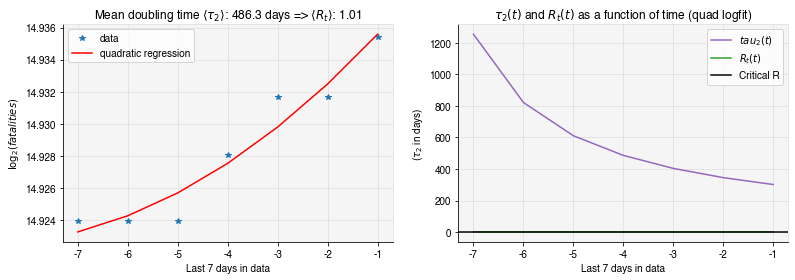 Mean doubling time ⟨τ₂⟩: 486.3 days => ⟨Rₜ⟩: 1.01
log₂(fatalities)
14.936
14.934
14.932
14.930
14.928
14.926
14.924
data
quadratic regression
-7 -6 -5 -4 -3 -2 -1
Last 7 days in data
τ₂(t) and Rₜ(t) as a function of time (quad logfit)
(τ₂ in days)
1200
1000
800
600
400
200
0
tau₂(t)
Rₜ(t)
Critical R
-7 -6 -5 -4 -3 -2 -1
Last 7 days in data